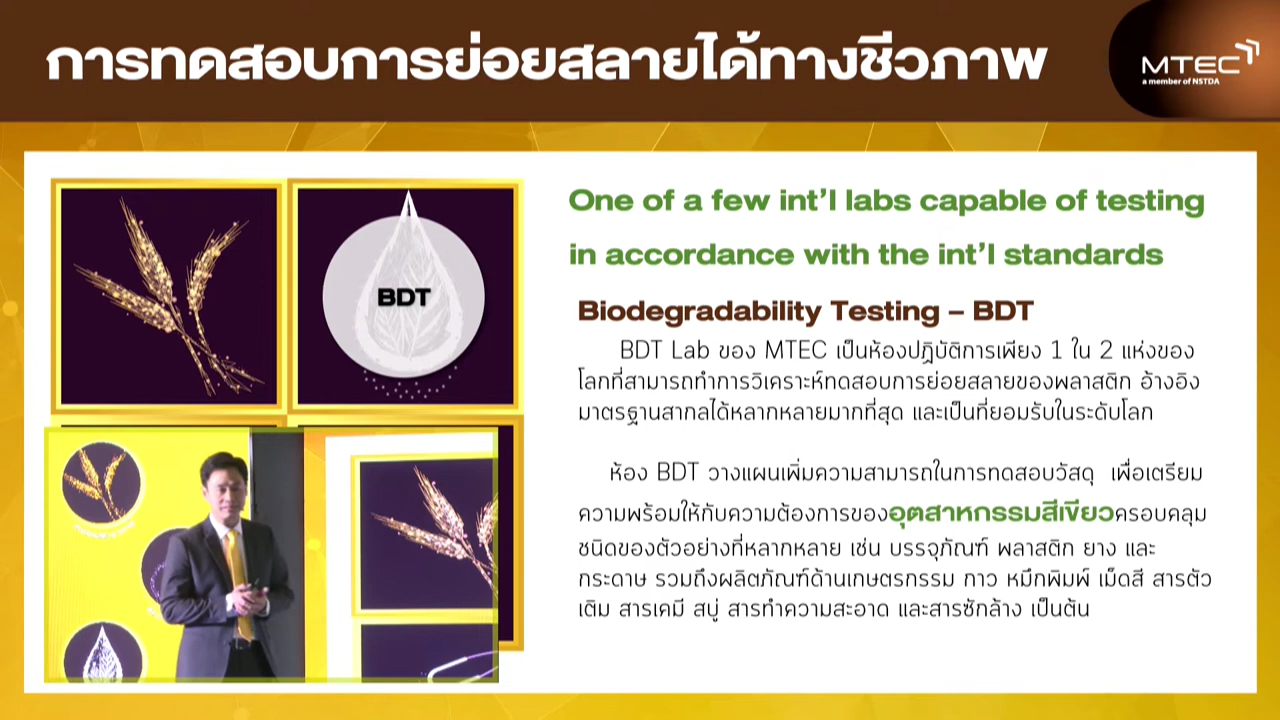 การทดสอบการย่อยสลายได้ทางชีวภาพ
MTEC
a member of NSTDA
One of a few int'l labs capable of testing
in accordance with the int'l standards
BDT
Biodegradability Testing – BDT
BDT Lab ของ MTEC เป็นห้องปฏิบัติการเพียง 1 ใน 2 แห่งของ
โลกที่สามารถทำการวิเคราะห์ทดสอบการย่อยสลายของพลาสติก อ้างอิง
มาตรฐานสากลได้หลากหลายมากที่สุด และเป็นที่ยอมรับในระดับโลก
ห้อง BDT วางแผนเพิ่มความสามารถในการทดสอบวัสดุ เพื่อเตรียม
ความพร้อมให้กับความต้องการของอุตสาหกรรมสีเขียวครอบคลุม
ชนิดของตัวอย่างที่หลากหลาย เช่น บรรจุภัณฑ์ พลาสติก ยาง และ
กระดาษ รวมถึงผลิตภัณฑ์ด้านเกษตรกรรม กาว หมึกพิมพ์ เม็ดสี สารตัว
เติม สารเคมี สบู่ สารทำความสะอาด และสารซักล้าง เป็นต้น